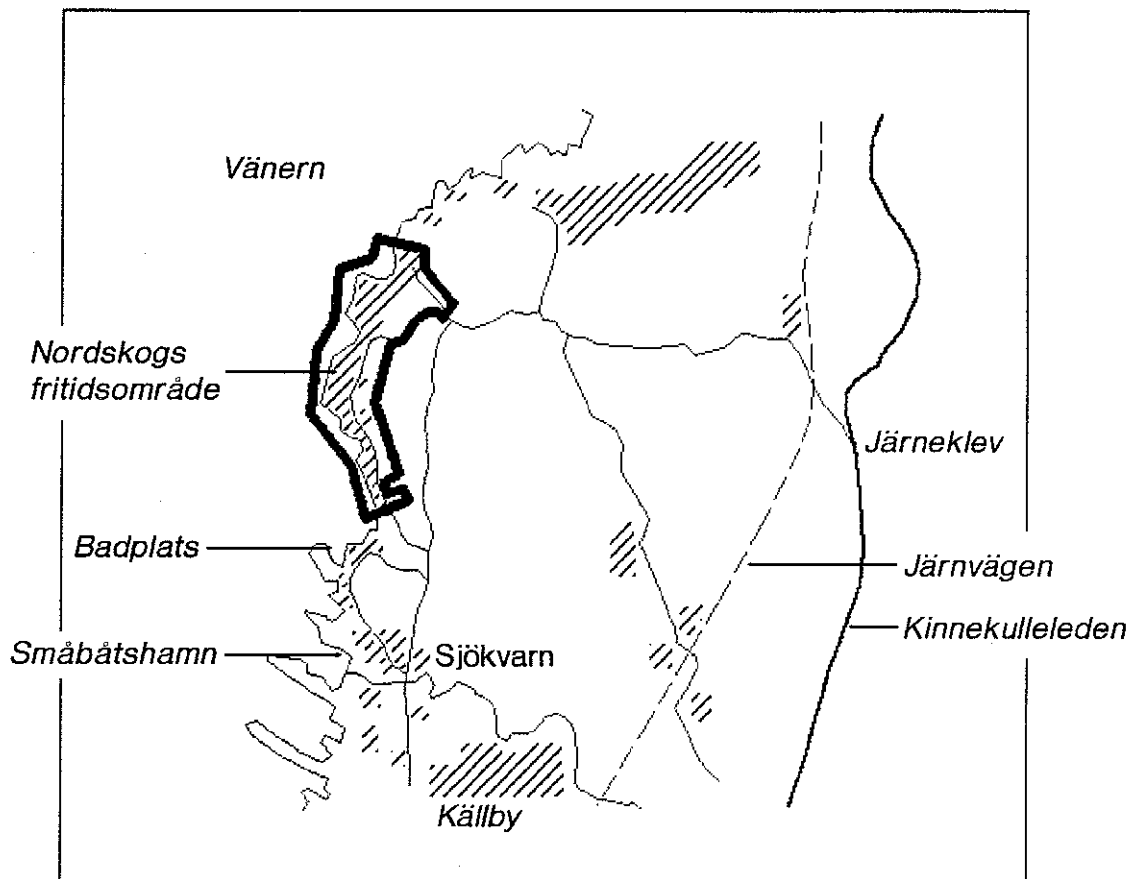 Vänern
Nordskogs
fritidsområde
Järneklev
Badplats
Järnvägen
Kinnekulleleden
Småbåtshamn
Sjökvarn
Källby